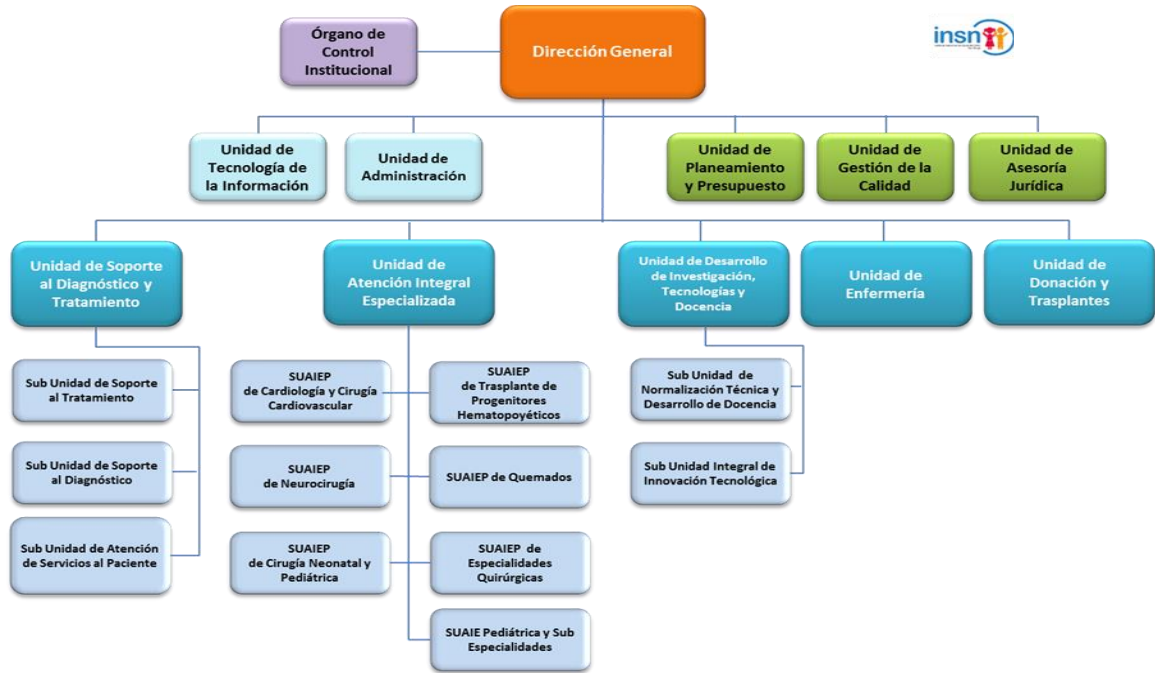 Órgano de
Control
Institucional
Dirección General
insn
Unidad de
Tecnología de
la Información
Unidad de
Administración
Unidad de
Planeamiento
y Presupuesto
Unidad de
Gestión de la
Calidad
Unidad de
Asesoría
Jurídica
Unidad de Soporte
al Diagnóstico y
Tratamiento
Unidad de
Atención Integral
Especializada
Unidad de Desarrollo
de Investigación,
Tecnologías y
Docencia
Unidad de
Enfermería
Unidad de
Donación y
Trasplantes
Sub Unidad de Soporte
al Tratamiento
Sub Unidad de Soporte
al Diagnóstico
Sub Unidad de Atención
de Servicios al Paciente
SUAIEP
de Cardiología y Cirugía
Cardiovascular
SUAIEP
de Neurocirugía
SUAIEP
de Cirugía Neonatal y
Pediátrica
SUAIEP
de Trasplante de
Progenitores
Hematopoyéticos
SUAIEP de Quemados
SUAIEP de
Especialidades
Quirúrgicas
SUAIE Pediátrica y Sub
Especialidades
Sub Unidad de
Normalización Técnica y
Desarrollo de Docencia
Sub Unidad Integral de
Innovación Tecnológica